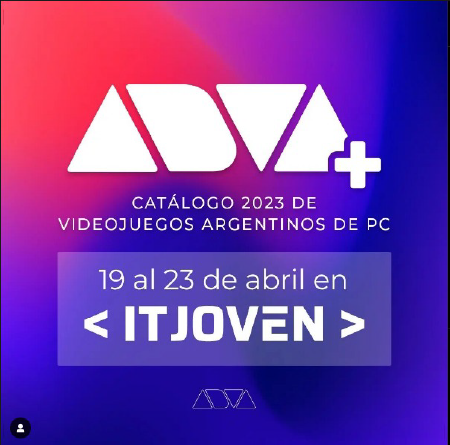 ADVA+
CATÁLOGO 2023 DE
VIDEOJUEGOS ARGENTINOS DE PC
19 al 23 de abril en
< ITJOVEN >
ADVA